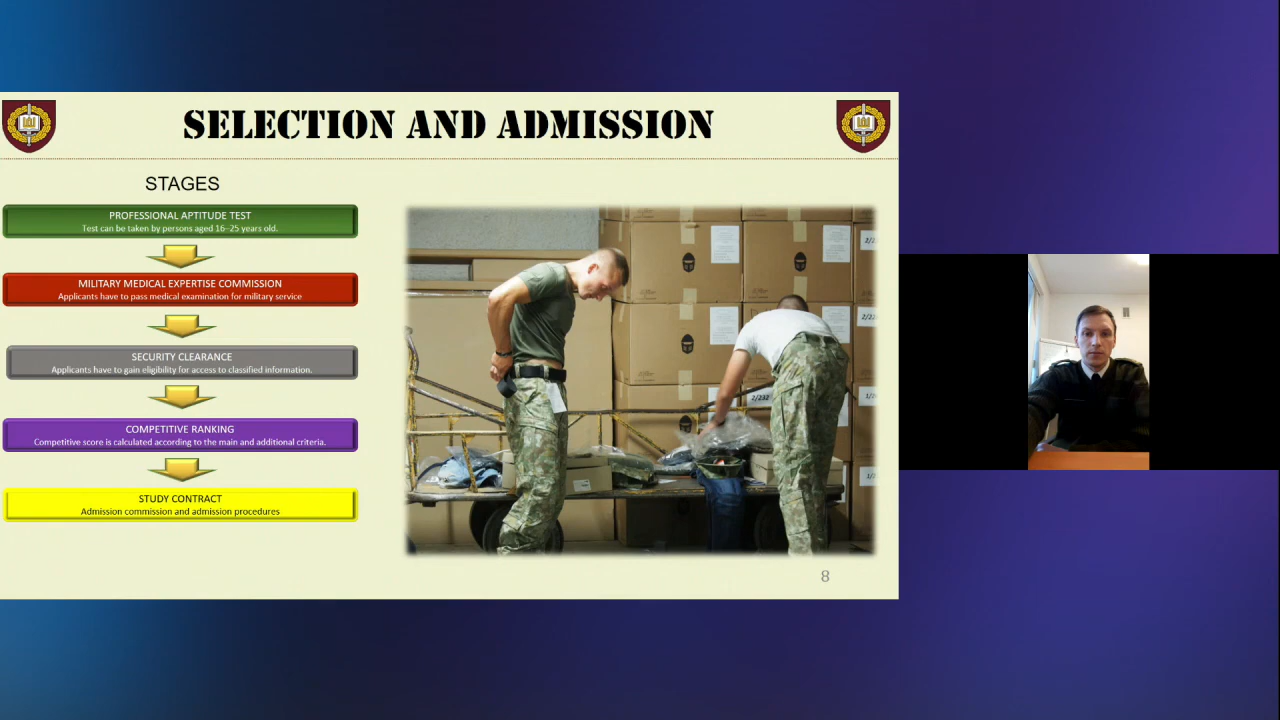 SELECTION AND ADMISSION
STAGES
PROFESSIONAL APTITUDE TEST
Test can be taken by persons aged 16–25 years old.
MILITARY MEDICAL EXPERTISE COMMISSION
Applicants have to pass medical examination for military service
SECURITY CLEARANCE
Applicants have to gain eligibility for access to classified information.
COMPETITIVE RANKING
Competitive score is calculated according to the main and additional criteria.
STUDY CONTRACT
Admission commission and admission procedures
2/232
8